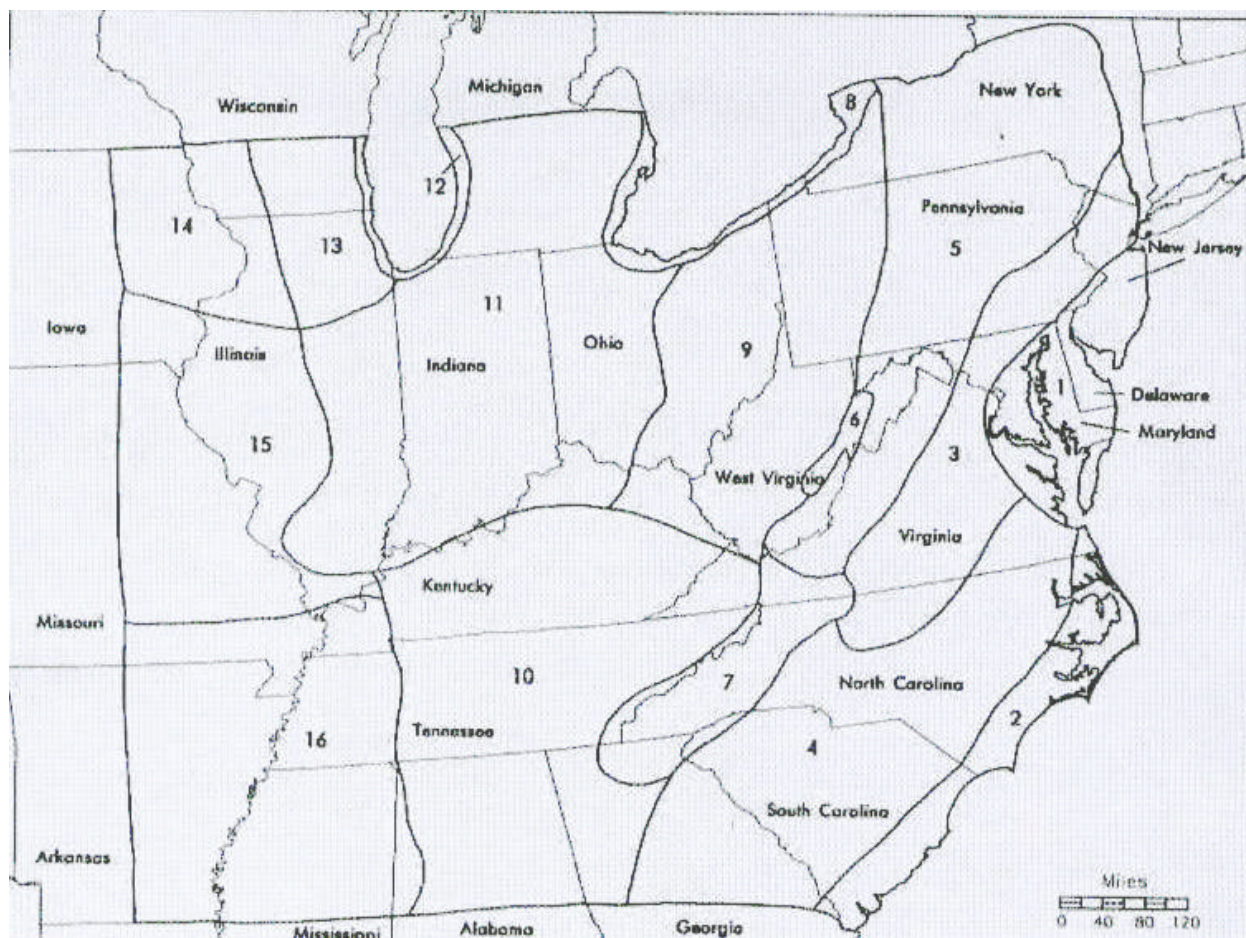 Michigan
Wisconsin
New York
8
12
14
13
Pennsylvania
5
New Jersey
11
Iowa
Illinois
Indiana
Ohio
9
1
Delaware
Maryland
15
6
3
West Virginia
Virginia
Kentucky
Missouri
10
7
North Carolina
2
16
Tennessee
4
South Carolina
Arkansas
Miles
0 40 80 120
Mississippi
Alabama
Georgia